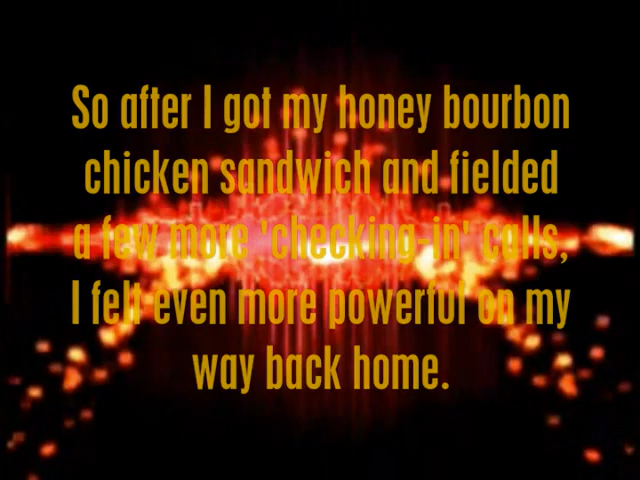 So after I got my honey bourbon
chicken sandwich and fielded
a few more 'checking-in' calls,
I felt even more powerful on my
way back home.